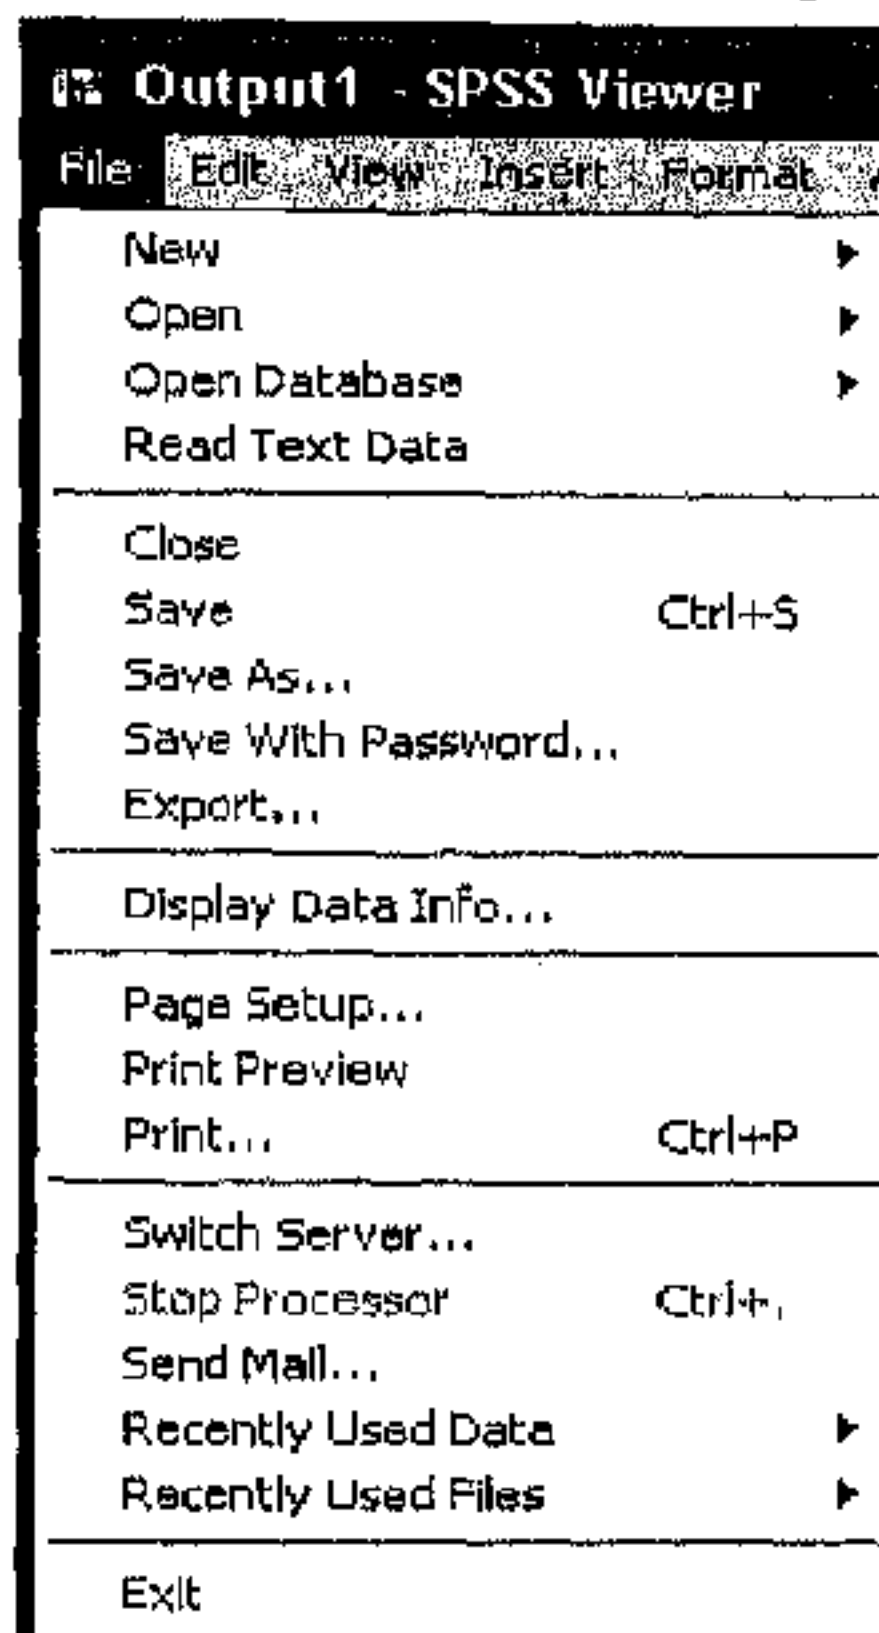 Output1 - SPSS Viewer
File Edit View Insert Format
New
Open
Open Database
Read Text Data
Close
Save Ctrl+S
Save As...
Save With Password...
Export...
Display Data Info...
Page Setup...
Print Preview
Print... Ctrl+P
Switch Server...
Stop Processor Ctrl+.
Send Mail...
Recently Used Data
Recently Used Files
Exit